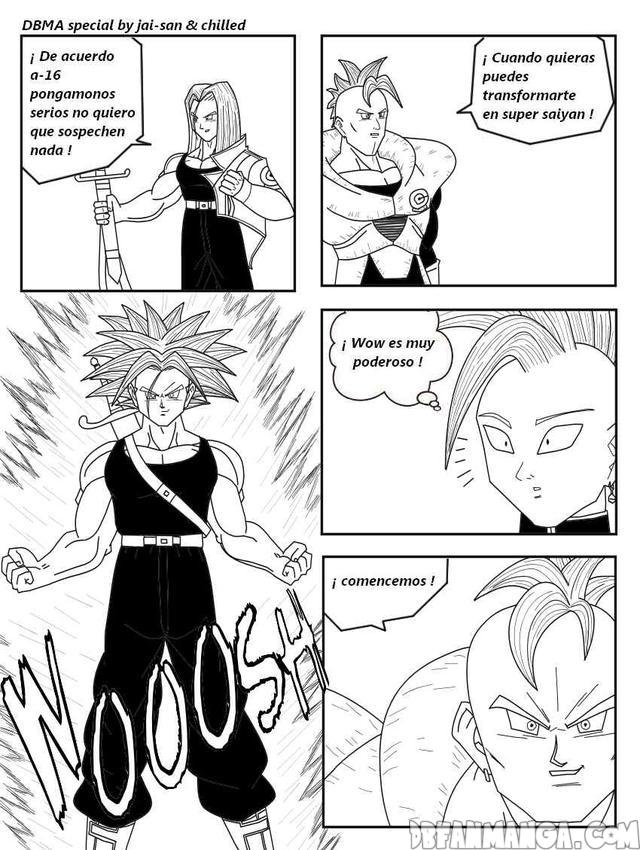 DBMA special by jai-san & chilled
¡ De acuerdo
a-16
pongamonos
serios no quiero
que sospechen
nada !
¡ Cuando quieras
puedes
transformarte
en super saiyan !
¡ Wow es muy
poderoso !
WOOOSH
¡ comencemos !
DBFANMANGA.COM